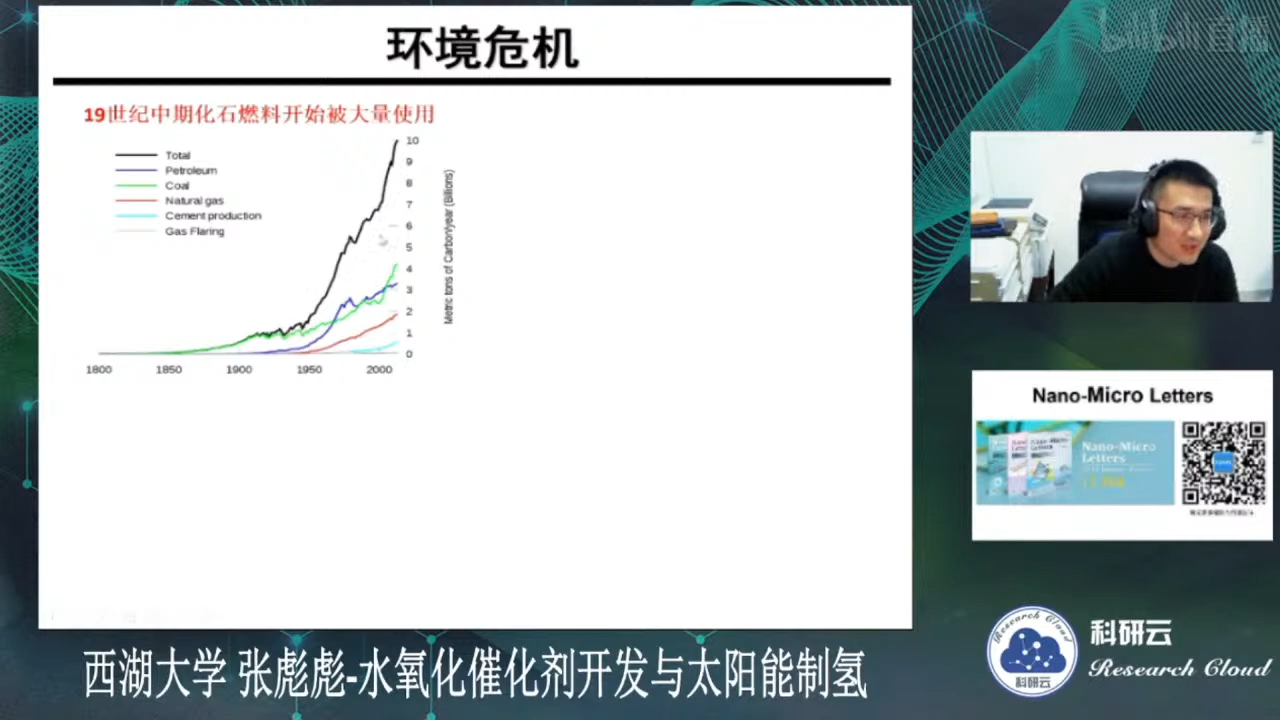 环境危机
19世纪中期化石燃料开始被大量使用
Total
Petroleum
Coal
Natural gas
Cement production
Gas Flaring
10
9
8
7
6
5
4
3
2
1
0
Metric tons of Carbon/year (Billions)
1800 1850 1900 1950 2000
Nano-Micro Letters
Nano-Micro
Letters
科研云
Research Cloud
Research Cloud
科研云
西湖大学 张彪彪-水氧化催化剂开发与太阳能制氢